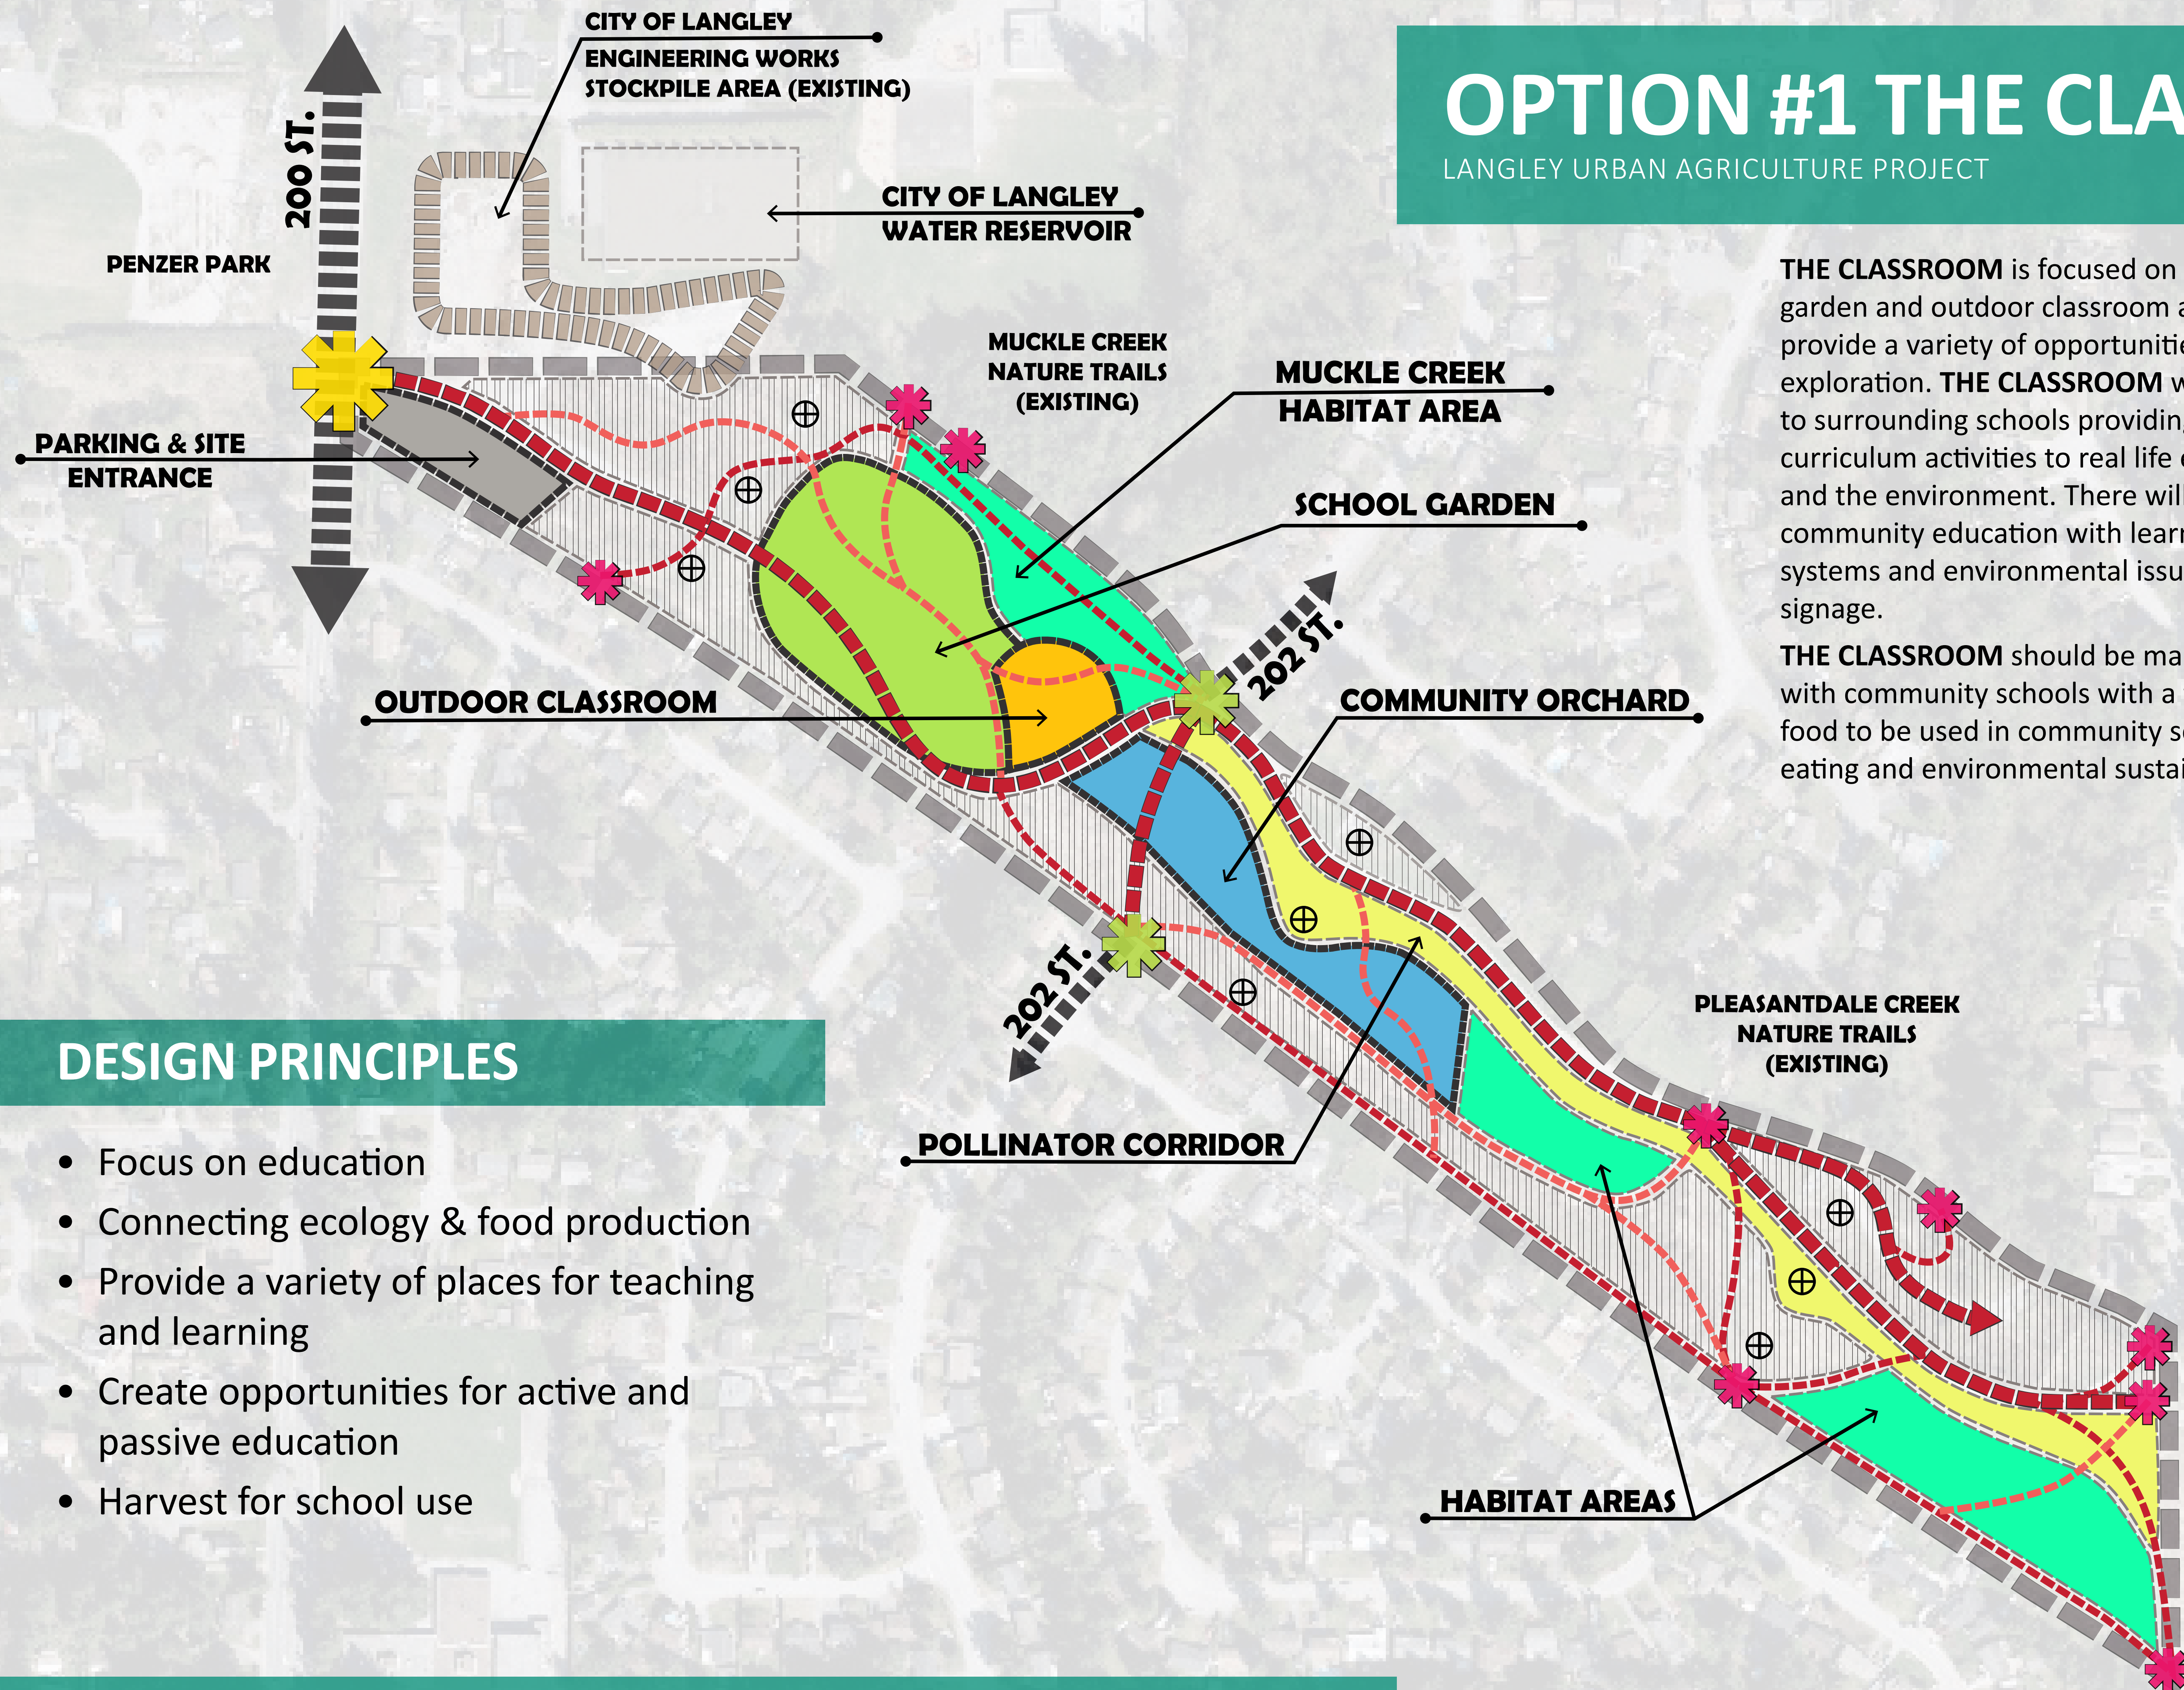 CITY OF LANGLEY
ENGINEERING WORKS
STOCKPILE AREA (EXISTING)
200 ST.
CITY OF LANGLEY
WATER RESERVOIR
PENZER PARK
MUCKLE CREEK
NATURE TRAILS
(EXISTING)
MUCKLE CREEK
HABITAT AREA
PARKING & SITE
ENTRANCE
SCHOOL GARDEN
202 ST.
OUTDOOR CLASSROOM
COMMUNITY ORCHARD
202 ST.
PLEASANTDALE CREEK
NATURE TRAILS
(EXISTING)
POLLINATOR CORRIDOR
HABITAT AREAS
OPTION #1 THE CLA
LANGLEY URBAN AGRICULTURE PROJECT
THE CLASSROOM is focused on
garden and outdoor classroom a
provide a variety of opportunitie
exploration. THE CLASSROOM w
to surrounding schools providing
curriculum activities to real life
and the environment. There wil
community education with learn
systems and environmental issu
signage.
THE CLASSROOM should be ma
with community schools with a
food to be used in community s
eating and environmental sustai
DESIGN PRINCIPLES
• Focus on education
• Connecting ecology & food production
• Provide a variety of places for teaching
and learning
• Create opportunities for active and
passive education
• Harvest for school use